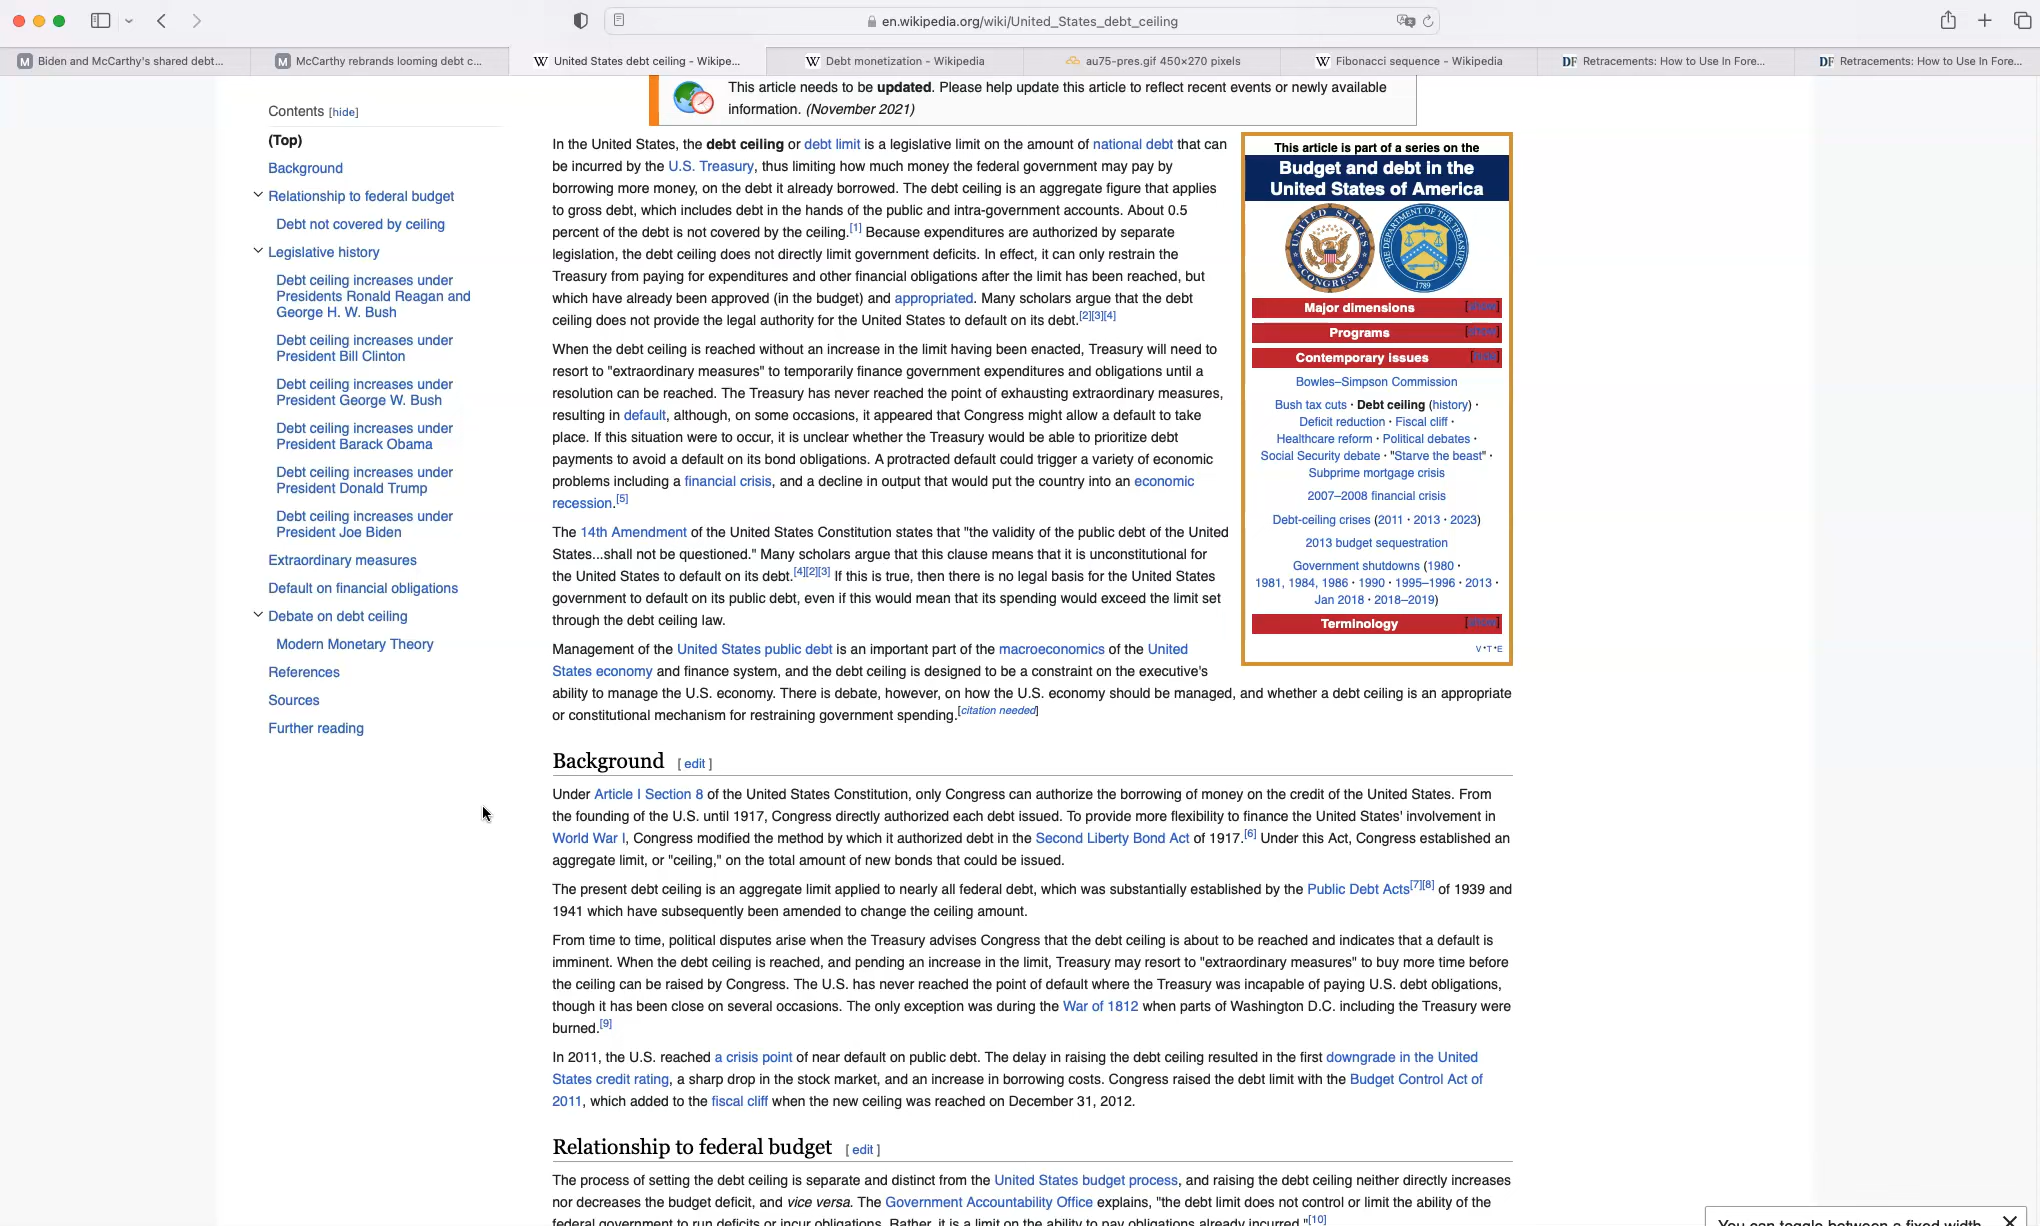 en.wikipedia.org/wiki/United_States_debt_ceiling
M Biden and McCarthy's shared debt...
M McCarthy rebrands looming debt c...
W United States debt ceiling - Wikipe...
W Debt monetization - Wikipedia
au75-pres.gif 450×270 pixels
W Fibonacci sequence - Wikipedia
DF Retracements: How to Use In Fore...
DF Retracements: How to Use In Fore...
Contents [hide]
(Top)
Background
Relationship to federal budget
Debt not covered by ceiling
Legislative history
Debt ceiling increases under
Presidents Ronald Reagan and
George H. W. Bush
Debt ceiling increases under
President Bill Clinton
Debt ceiling increases under
President George W. Bush
Debt ceiling increases under
President Barack Obama
Debt ceiling increases under
President Donald Trump
Debt ceiling increases under
President Joe Biden
Extraordinary measures
Default on financial obligations
Debate on debt ceiling
Modern Monetary Theory
References
Sources
Further reading
This article needs to be updated. Please help update this article to reflect recent events or newly available
information. (November 2021)
In the United States, the debt ceiling or debt limit is a legislative limit on the amount of national debt that can
be incurred by the U.S. Treasury, thus limiting how much money the federal government may pay by
borrowing more money, on the debt it already borrowed. The debt ceiling is an aggregate figure that applies
to gross debt, which includes debt in the hands of the public and intra-government accounts. About 0.5
percent of the debt is not covered by the ceiling.[1] Because expenditures are authorized by separate
legislation, the debt ceiling does not directly limit government deficits. In effect, it can only restrain the
Treasury from paying for expenditures and other financial obligations after the limit has been reached, but
which have already been approved (in the budget) and appropriated. Many scholars argue that the debt
ceiling does not provide the legal authority for the United States to default on its debt.[2][3][4]
When the debt ceiling is reached without an increase in the limit having been enacted, Treasury will need to
resort to "extraordinary measures" to temporarily finance government expenditures and obligations until a
resolution can be reached. The Treasury has never reached the point of exhausting extraordinary measures,
resulting in default, although, on some occasions, it appeared that Congress might allow a default to take
place. If this situation were to occur, it is unclear whether the Treasury would be able to prioritize debt
payments to avoid a default on its bond obligations. A protracted default could trigger a variety of economic
problems including a financial crisis, and a decline in output that would put the country into an economic
recession.[5]
The 14th Amendment of the United States Constitution states that "the validity of the public debt of the United
States...shall not be questioned." Many scholars argue that this clause means that it is unconstitutional for
the United States to default on its debt.[4][2][3] If this is true, then there is no legal basis for the United States
government to default on its public debt, even if this would mean that its spending would exceed the limit set
through the debt ceiling law.
Management of the United States public debt is an important part of the macroeconomics of the United
States economy and finance system, and the debt ceiling is designed to be a constraint on the executive's
ability to manage the U.S. economy. There is debate, however, on how the U.S. economy should be managed, and whether a debt ceiling is an appropriate
or constitutional mechanism for restraining government spending.[citation needed]
This article is part of a series on the
Budget and debt in the
United States of America
UNITED STATES CONGRESS
THE DEPARTMENT OF THE TREASURY 1789
Major dimensions [show]
Programs [show]
Contemporary issues [hide]
Bowles–Simpson Commission
Bush tax cuts · Debt ceiling (history) ·
Deficit reduction · Fiscal cliff ·
Healthcare reform · Political debates ·
Social Security debate · "Starve the beast" ·
Subprime mortgage crisis
2007–2008 financial crisis
Debt-ceiling crises (2011 · 2013 · 2023)
2013 budget sequestration
Government shutdowns (1980 ·
1981, 1984, 1986 · 1990 · 1995–1996 · 2013 ·
Jan 2018 · 2018–2019)
Terminology [show]
V·T·E
Background [ edit ]
Under Article I Section 8 of the United States Constitution, only Congress can authorize the borrowing of money on the credit of the United States. From
the founding of the U.S. until 1917, Congress directly authorized each debt issued. To provide more flexibility to finance the United States' involvement in
World War I, Congress modified the method by which it authorized debt in the Second Liberty Bond Act of 1917.[6] Under this Act, Congress established an
aggregate limit, or "ceiling," on the total amount of new bonds that could be issued.
The present debt ceiling is an aggregate limit applied to nearly all federal debt, which was substantially established by the Public Debt Acts[7][8] of 1939 and
1941 which have subsequently been amended to change the ceiling amount.
From time to time, political disputes arise when the Treasury advises Congress that the debt ceiling is about to be reached and indicates that a default is
imminent. When the debt ceiling is reached, and pending an increase in the limit, Treasury may resort to "extraordinary measures" to buy more time before
the ceiling can be raised by Congress. The U.S. has never reached the point of default where the Treasury was incapable of paying U.S. debt obligations,
though it has been close on several occasions. The only exception was during the War of 1812 when parts of Washington D.C. including the Treasury were
burned.[9]
In 2011, the U.S. reached a crisis point of near default on public debt. The delay in raising the debt ceiling resulted in the first downgrade in the United
States credit rating, a sharp drop in the stock market, and an increase in borrowing costs. Congress raised the debt limit with the Budget Control Act of
2011, which added to the fiscal cliff when the new ceiling was reached on December 31, 2012.
Relationship to federal budget [ edit ]
The process of setting the debt ceiling is separate and distinct from the United States budget process, and raising the debt ceiling neither directly increases
nor decreases the budget deficit, and vice versa. The Government Accountability Office explains, "the debt limit does not control or limit the ability of the
federal government to run deficits or incur obligations. Rather, it is a limit on the ability to pay obligations already incurred."[10]
You can toggle between a fixed width